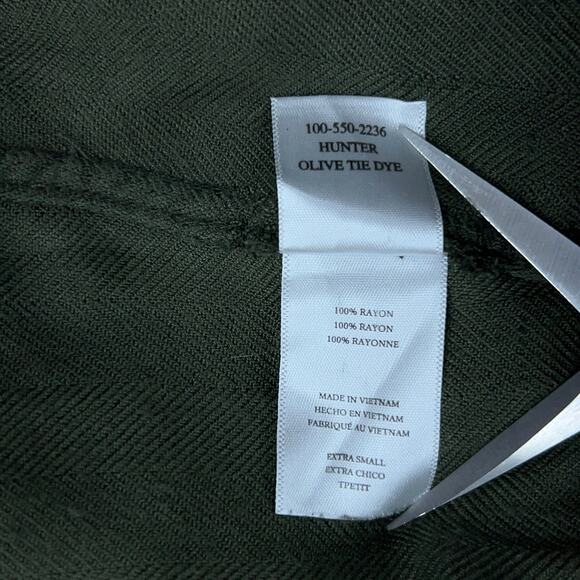 100-550-2236
HUNTER
OLIVE TIE DYE
100% RAYON
100% RAYON
100% RAYONNE
MADE IN VIETNAM
HECHO EN VIETNAM
FABRIQUÉ AU VIETNAM
EXTRA SMALL
EXTRA CHICO
TPETIT